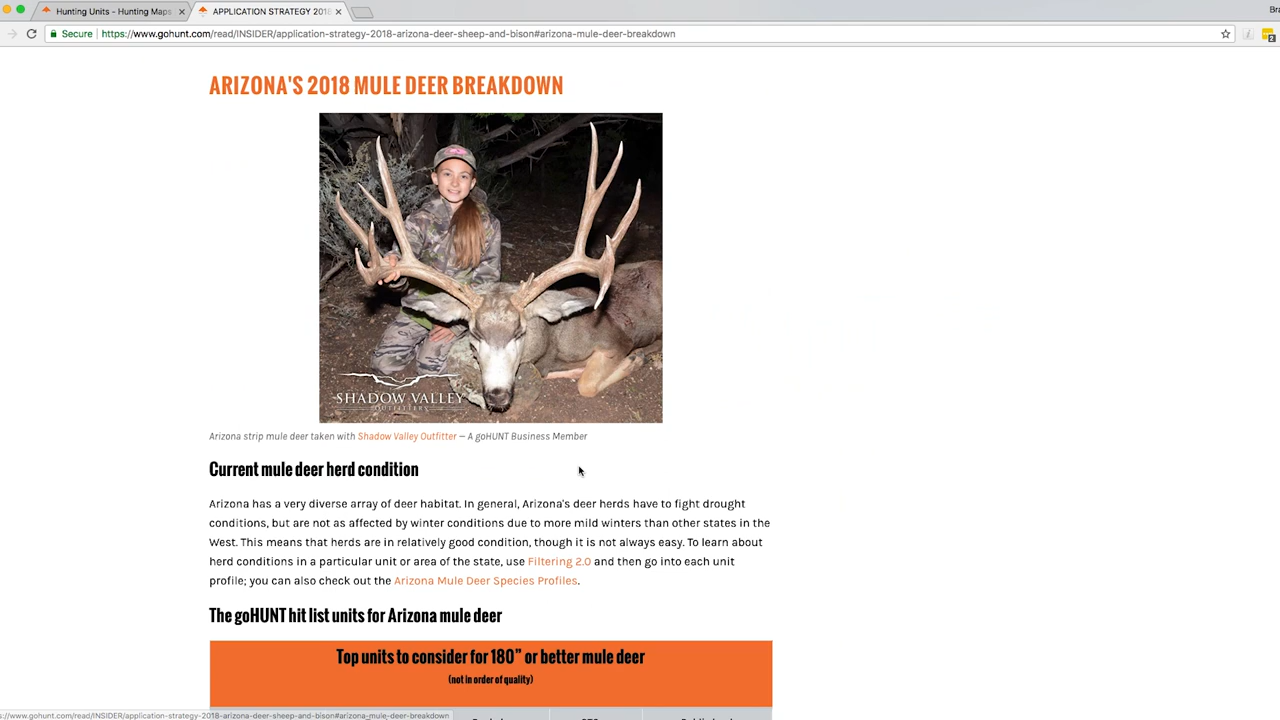 Hunting Units - Hunting Maps
APPLICATION STRATEGY 2018
Bra
Secure
https://www.gohunt.com/read/INSIDER/application-strategy-2018-arizona-deer-sheep-and-bison#arizona-mule-deer-breakdown
2
ARIZONA'S 2018 MULE DEER BREAKDOWN
SHADOW VALLEY
OUTFITTERS
Arizona strip mule deer taken with Shadow Valley Outfitter — A goHUNT Business Member
Current mule deer herd condition
Arizona has a very diverse array of deer habitat. In general, Arizona's deer herds have to fight drought
conditions, but are not as affected by winter conditions due to more mild winters than other states in the
West. This means that herds are in relatively good condition, though it is not always easy. To learn about
herd conditions in a particular unit or area of the state, use Filtering 2.0 and then go into each unit
profile; you can also check out the Arizona Mule Deer Species Profiles.
The goHUNT hit list units for Arizona mule deer
Top units to consider for 180” or better mule deer
(not in order of quality)
s://www.gohunt.com/read/INSIDER/application-strategy-2018-arizona-deer-sheep-and-bison#arizona_mule-deer-breakdown